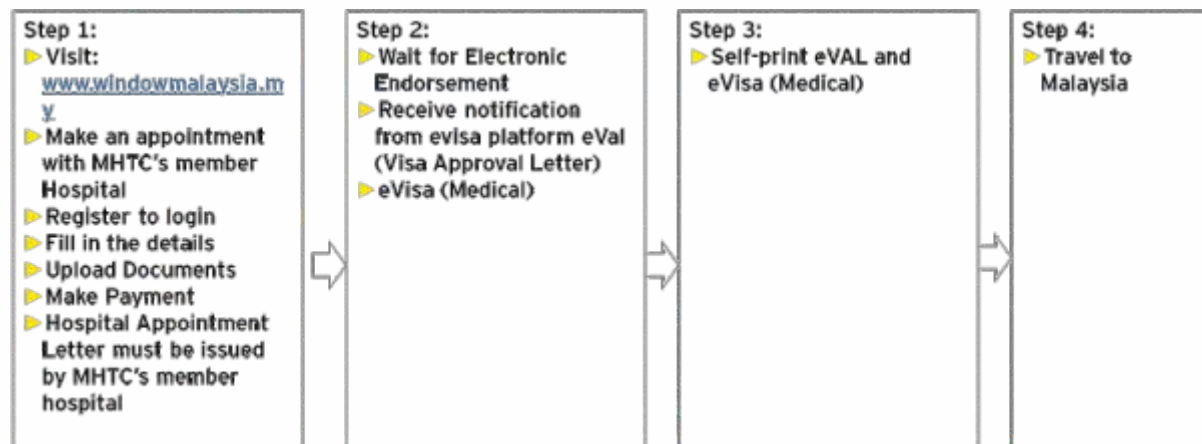 Step 1:
Visit:
www.windowmalaysia.m
y
Make an appointment
with MHTC's member
Hospital
Register to login
Fill in the details
Upload Documents
Make Payment
Hospital Appointment
Letter must be issued
by MHTC's member
hospital
Step 2:
Wait for Electronic
Endorsement
Receive notification
from evisa platform eVal
(Visa Approval Letter)
eVisa (Medical)
Step 3:
Self-print eVAL and
eVisa (Medical)
Step 4:
Travel to
Malaysia